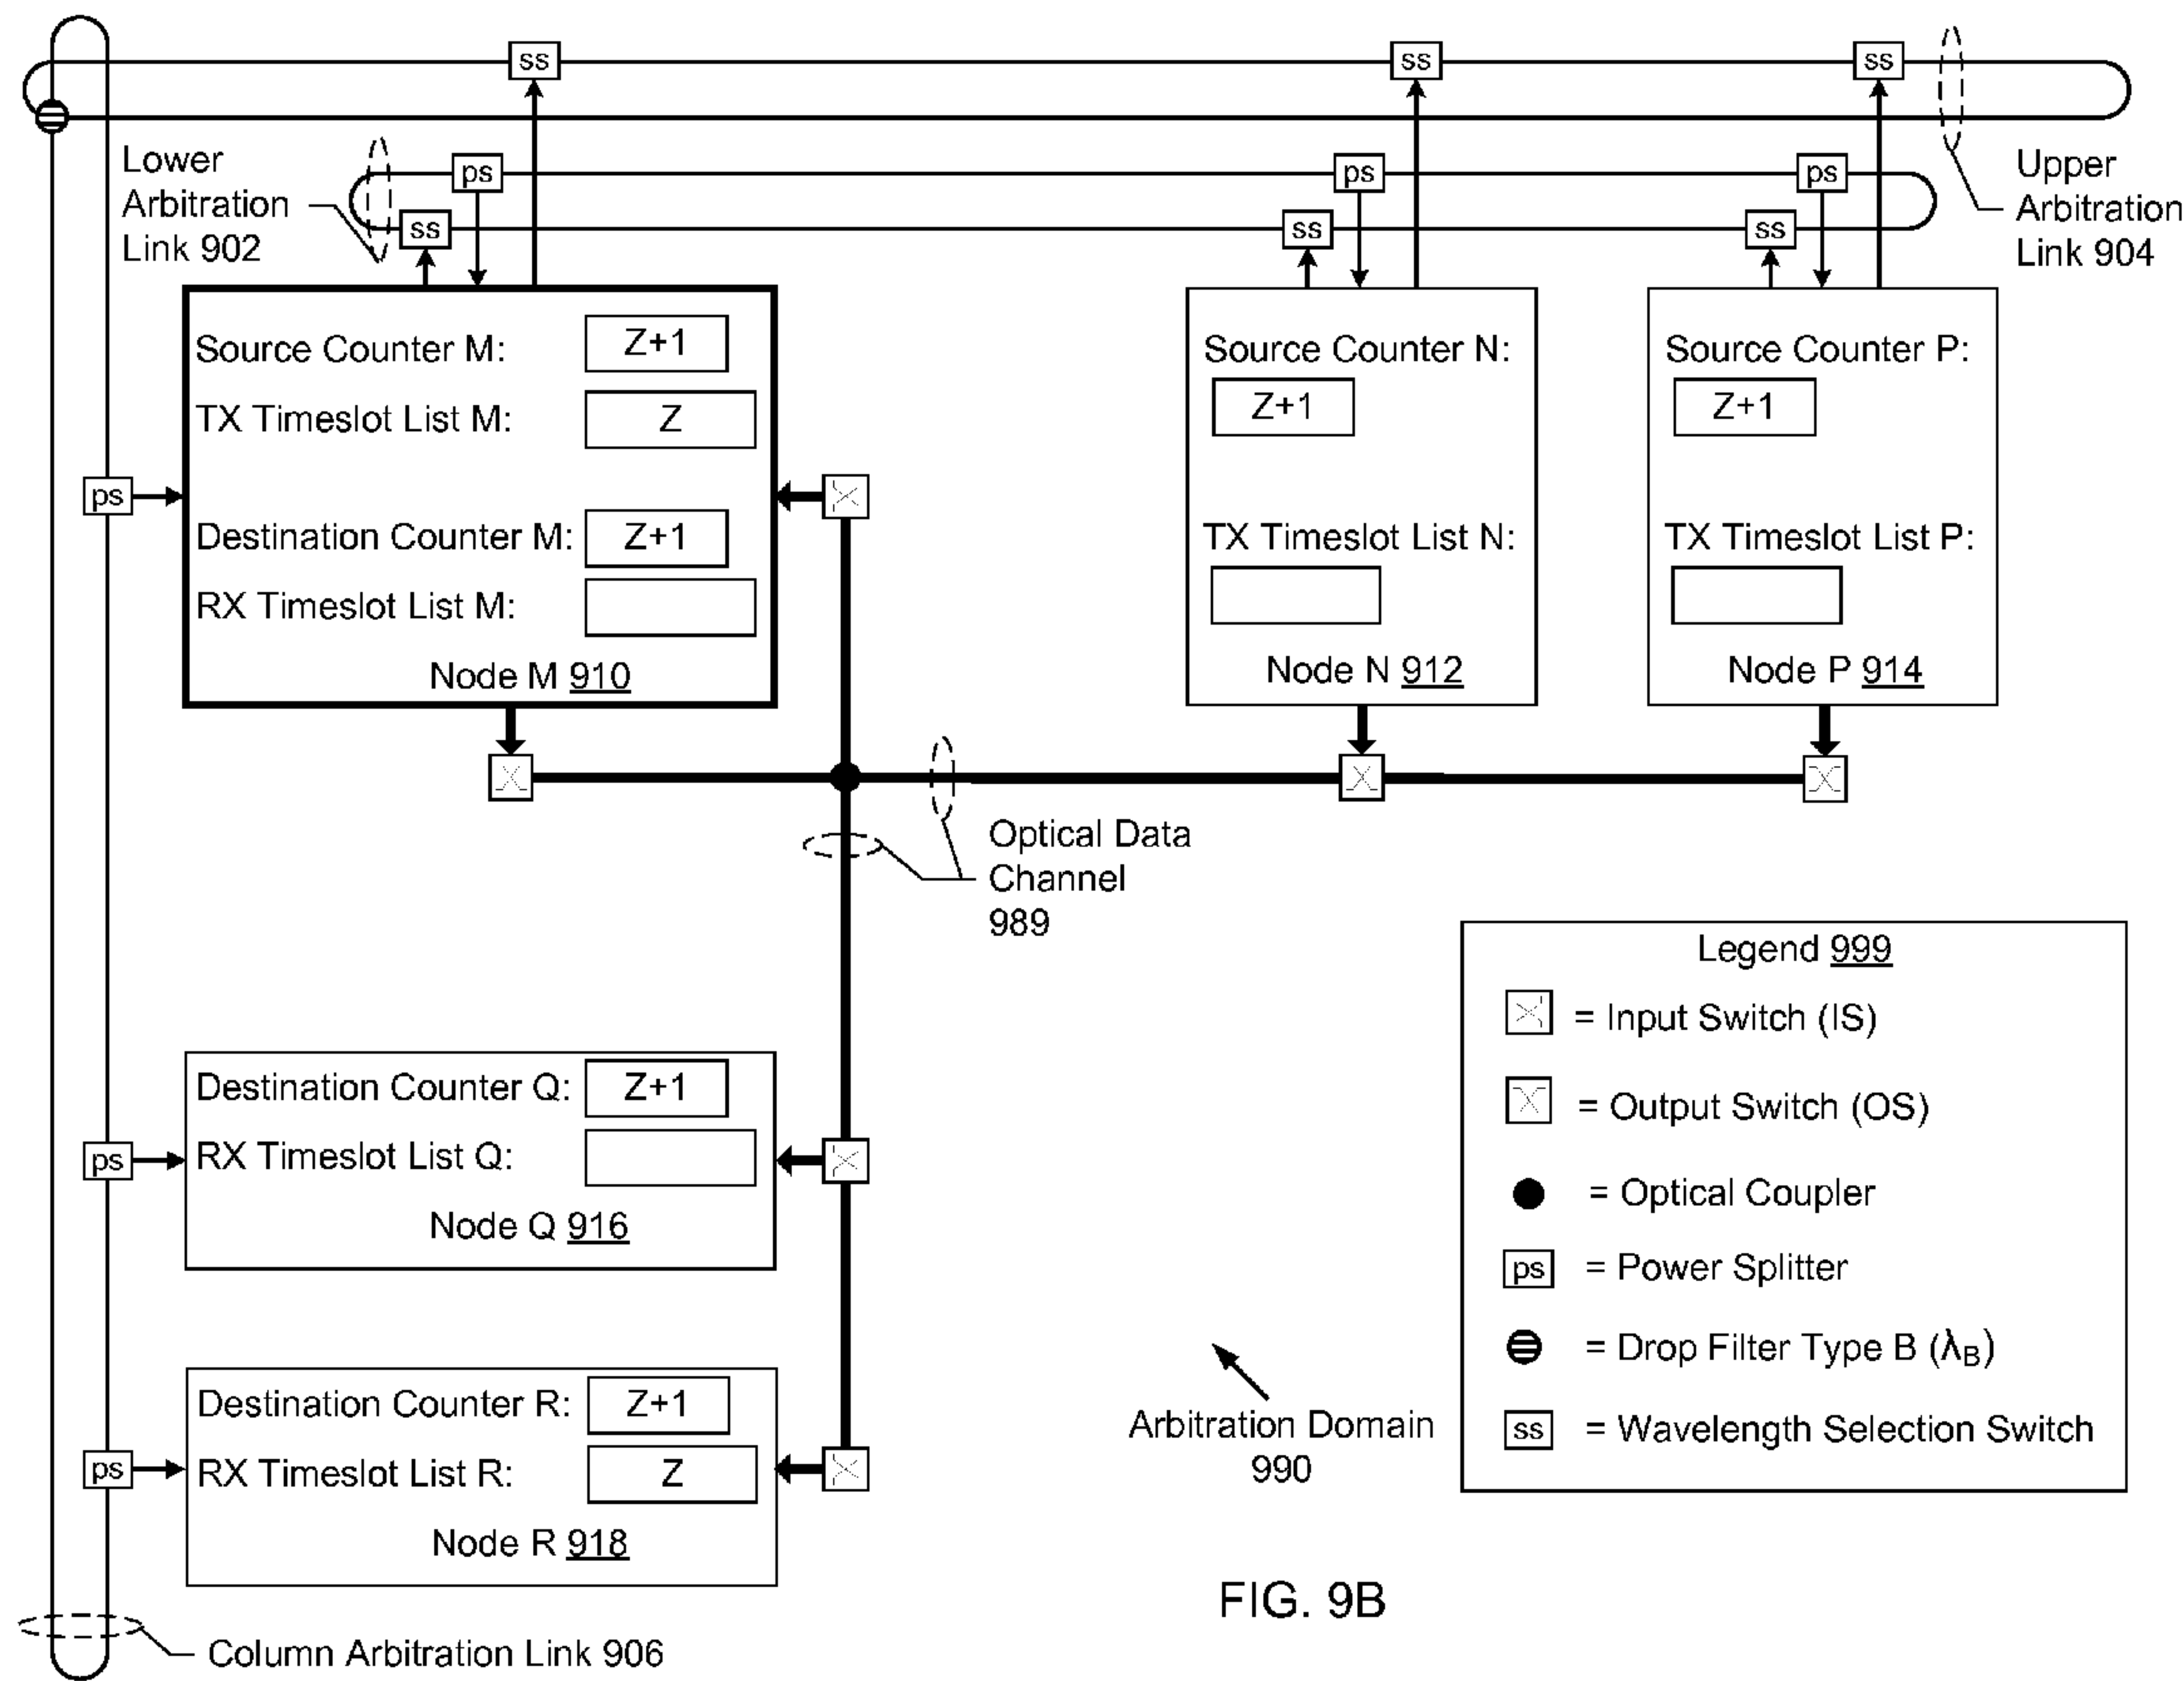 ss
ss
ss
Lower
Arbitration
Link 902
ps
ps
ps
Upper
Arbitration
Link 904
ss
ss
ss
Source Counter M:
Z+1
TX Timeslot List M:
Z
Destination Counter M:
Z+1
RX Timeslot List M:
Node M 910
ps
Source Counter N:
Z+1
TX Timeslot List N:
Node N 912
Source Counter P:
Z+1
TX Timeslot List P:
Node P 914
Optical Data
Channel
989
ps
Destination Counter Q:
Z+1
RX Timeslot List Q:
Node Q 916
ps
Destination Counter R:
Z+1
RX Timeslot List R:
Z
Node R 918
Column Arbitration Link 906
Arbitration Domain
990
Legend 999
= Input Switch (IS)
= Output Switch (OS)
= Optical Coupler
ps = Power Splitter
= Drop Filter Type B (λB)
ss = Wavelength Selection Switch
FIG. 9B